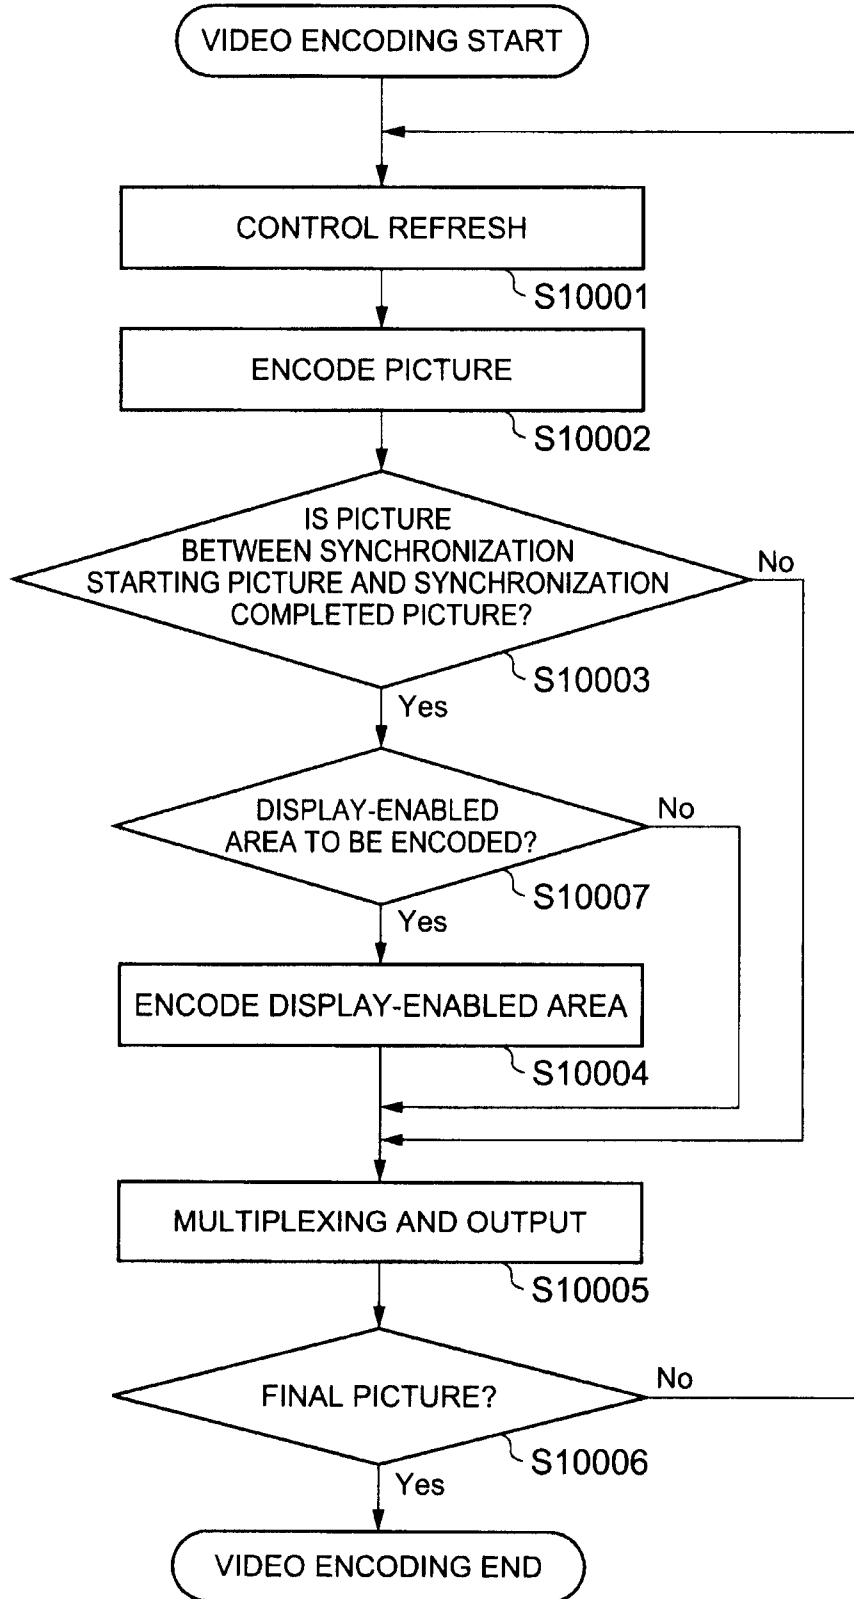 VIDEO ENCODING START
CONTROL REFRESH
S10001
ENCODE PICTURE
S10002
IS PICTURE
BETWEEN SYNCHRONIZATION
STARTING PICTURE AND SYNCHRONIZATION
COMPLETED PICTURE?
No
S10003
Yes
DISPLAY-ENABLED
AREA TO BE ENCODED?
No
S10007
Yes
ENCODE DISPLAY-ENABLED AREA
S10004
MULTIPLEXING AND OUTPUT
S10005
FINAL PICTURE?
No
S10006
Yes
VIDEO ENCODING END